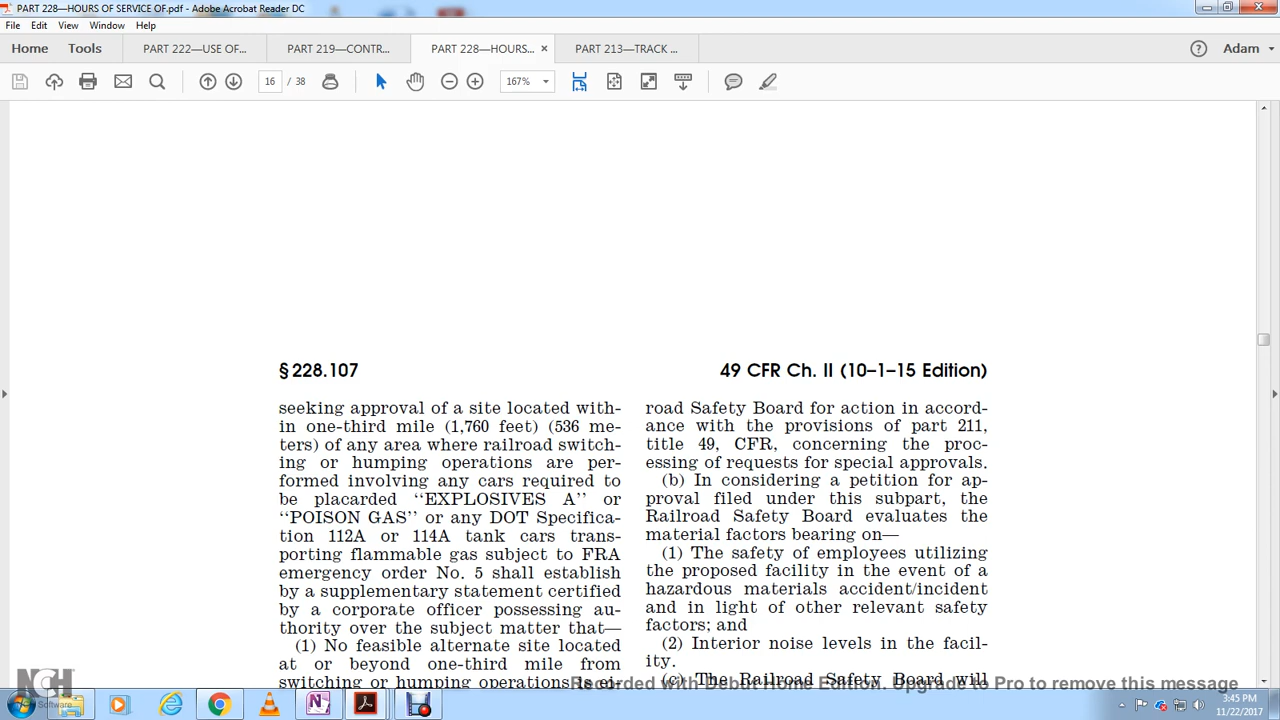 PART 228—HOURS OF SERVICE OF.pdf - Adobe Acrobat Reader DC
File Edit View Window Help
Home Tools PART 222—USE OF... PART 219—CONTR... PART 228—HOURS... × PART 213—TRACK ... Adam
16 / 38 167%
§ 228.107 49 CFR Ch. II (10–1–15 Edition)
seeking approval of a site located with-
in one-third mile (1,760 feet) (536 me-
ters) of any area where railroad switch-
ing or humping operations are per-
formed involving any cars required to
be placarded ‘‘EXPLOSIVES A’’ or
‘‘POISON GAS’’ or any DOT Specifica-
tion 112A or 114A tank cars trans-
porting flammable gas subject to FRA
emergency order No. 5 shall establish
by a supplementary statement certified
by a corporate officer possessing au-
thority over the subject matter that—
(1) No feasible alternate site located
at or beyond one-third mile from
switching or humping operations is ei-
road Safety Board for action in accord-
ance with the provisions of part 211,
title 49, CFR, concerning the proc-
essing of requests for special approvals.
(b) In considering a petition for ap-
proval filed under this subpart, the
Railroad Safety Board evaluates the
material factors bearing on—
(1) The safety of employees utilizing
the proposed facility in the event of a
hazardous materials accident/incident
and in light of other relevant safety
factors; and
(2) Interior noise levels in the facil-
ity.
(c) The Railroad Safety Board will
Recorded with Debut Home Edition. Upgrade to Pro to remove this message
NCH
Software
3:45 PM
11/22/2017